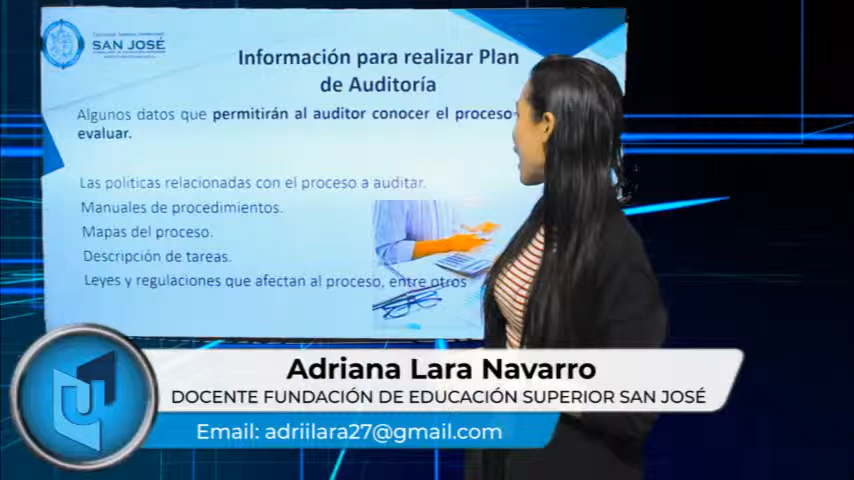 SAN JOSÉ
Información para realizar Plan
de Auditoría
Algunos datos que permitirán al auditor conocer el proceso
evaluar.
Las políticas relacionadas con el proceso a auditar.
Manuales de procedimientos.
Mapas del proceso.
Descripción de tareas.
Leyes y regulaciones que afectan al proceso, entre otros
Adriana Lara Navarro
DOCENTE FUNDACIÓN DE EDUCACIÓN SUPERIOR SAN JOSÉ
Email: adriilara27@gmail.com